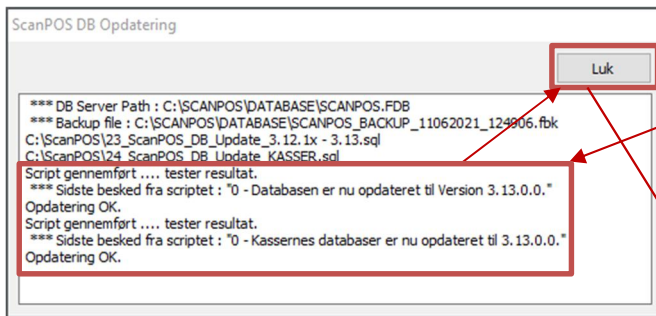 ScanPOS DB Opdatering
Luk
*** DB Server Path : C:\SCANPOS\DATABASE\SCANPOS.FDB
*** Backup file : C:\SCANPOS\DATABASE\SCANPOS_BACKUP_11062021_124906.fbk
C:\ScanPOS\23_ScanPOS_DB_Update_3.12.1x - 3.13.sql
C:\ScanPOS\24_ScanPOS_DB_Update_KASSER.sql
Script gennemført .... tester resultat.
*** Sidste besked fra scriptet : "0 - Databasen er nu opdateret til Version 3.13.0.0."
Opdatering OK.
Script gennemført .... tester resultat.
*** Sidste besked fra scriptet : "0 - Kassernes databaser er nu opdateret til 3.13.0.0."
Opdatering OK.